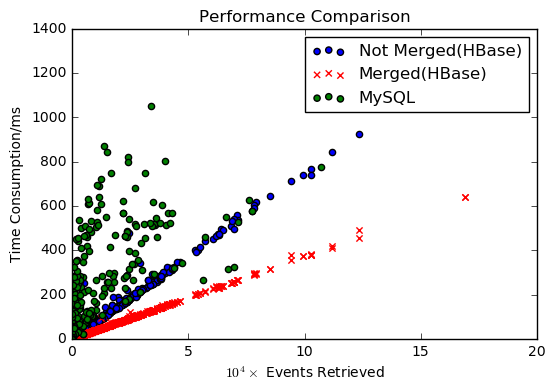 Performance Comparison
1400
1200
1000
800
600
400
200
0
Time Consumption/ms
Not Merged(HBase)
Merged(HBase)
MySQL
0 5 10 15 20
10⁴ × Events Retrieved